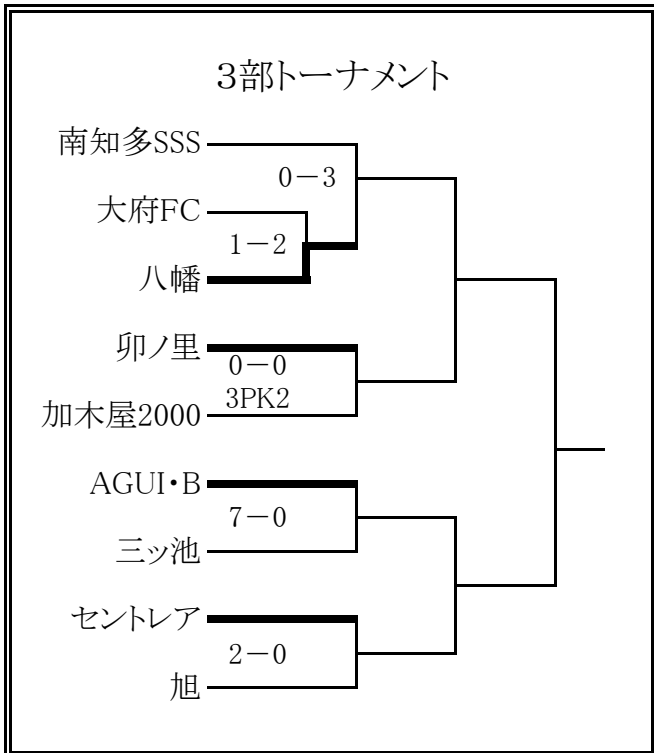 ３部トーナメント
南知多SSS
0－3
大府FC
1－2
八幡
卯ノ里
0－0
3PK2
加木屋2000
AGUI・B
7－0
三ッ池
セントレア
2－0
旭